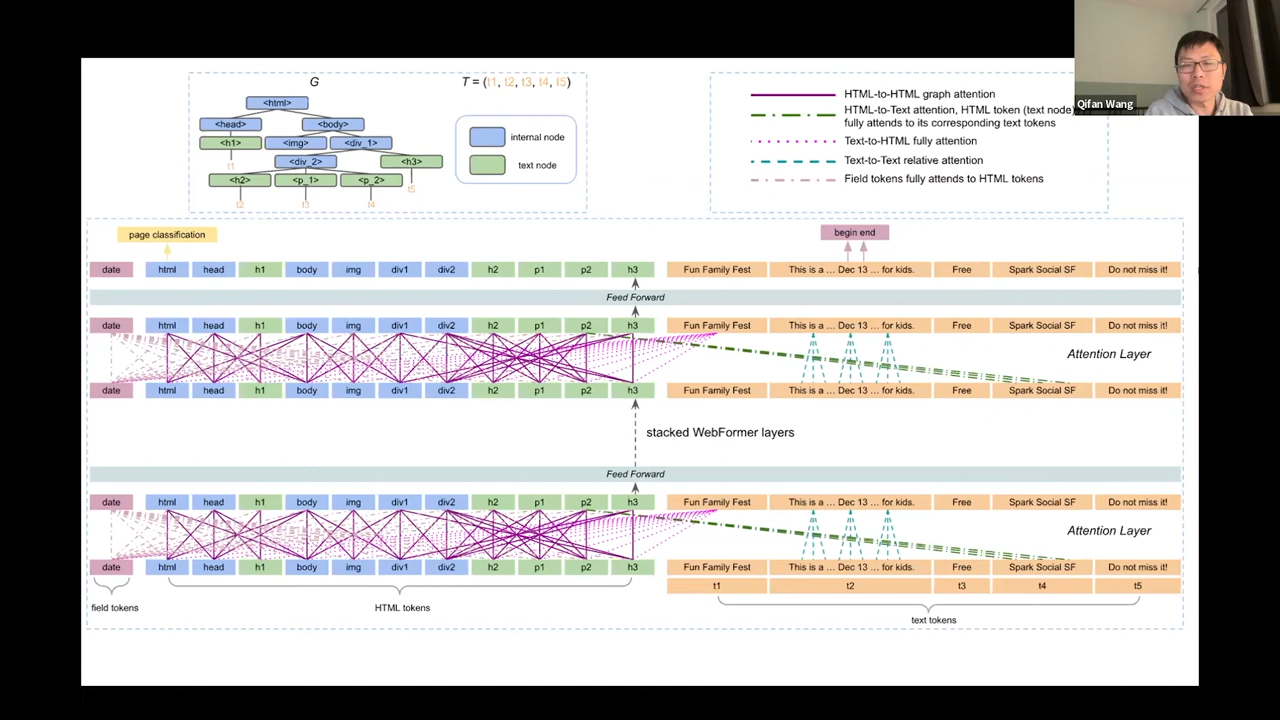 Qifan Wang
G
T = (t1, t2, t3, t4, t5)
<html>
<head>
<body>
<h1>
<img>
<div_1>
t1
<div_2>
<h3>
<h2>
<p_1>
<p_2>
t5
t2
t3
t4
internal node
text node
HTML-to-HTML graph attention
HTML-to-Text attention, HTML token (text node)
fully attends to its corresponding text tokens
Text-to-HTML fully attention
Text-to-Text relative attention
Field tokens fully attends to HTML tokens
page classification
begin end
date html head h1 body img div1 div2 h2 p1 p2 h3 Fun Family Fest This is a ... Dec 13 ... for kids. Free Spark Social SF Do not miss it!
Feed Forward
date html head h1 body img div1 div2 h2 p1 p2 h3 Fun Family Fest This is a ... Dec 13 ... for kids. Free Spark Social SF Do not miss it!
Attention Layer
date html head h1 body img div1 div2 h2 p1 p2 h3 Fun Family Fest This is a ... Dec 13 ... for kids. Free Spark Social SF Do not miss it!
stacked WebFormer layers
Feed Forward
date html head h1 body img div1 div2 h2 p1 p2 h3 Fun Family Fest This is a ... Dec 13 ... for kids. Free Spark Social SF Do not miss it!
Attention Layer
date html head h1 body img div1 div2 h2 p1 p2 h3 Fun Family Fest This is a ... Dec 13 ... for kids. Free Spark Social SF Do not miss it!
t1 t2 t3 t4 t5
field tokens
HTML tokens
text tokens